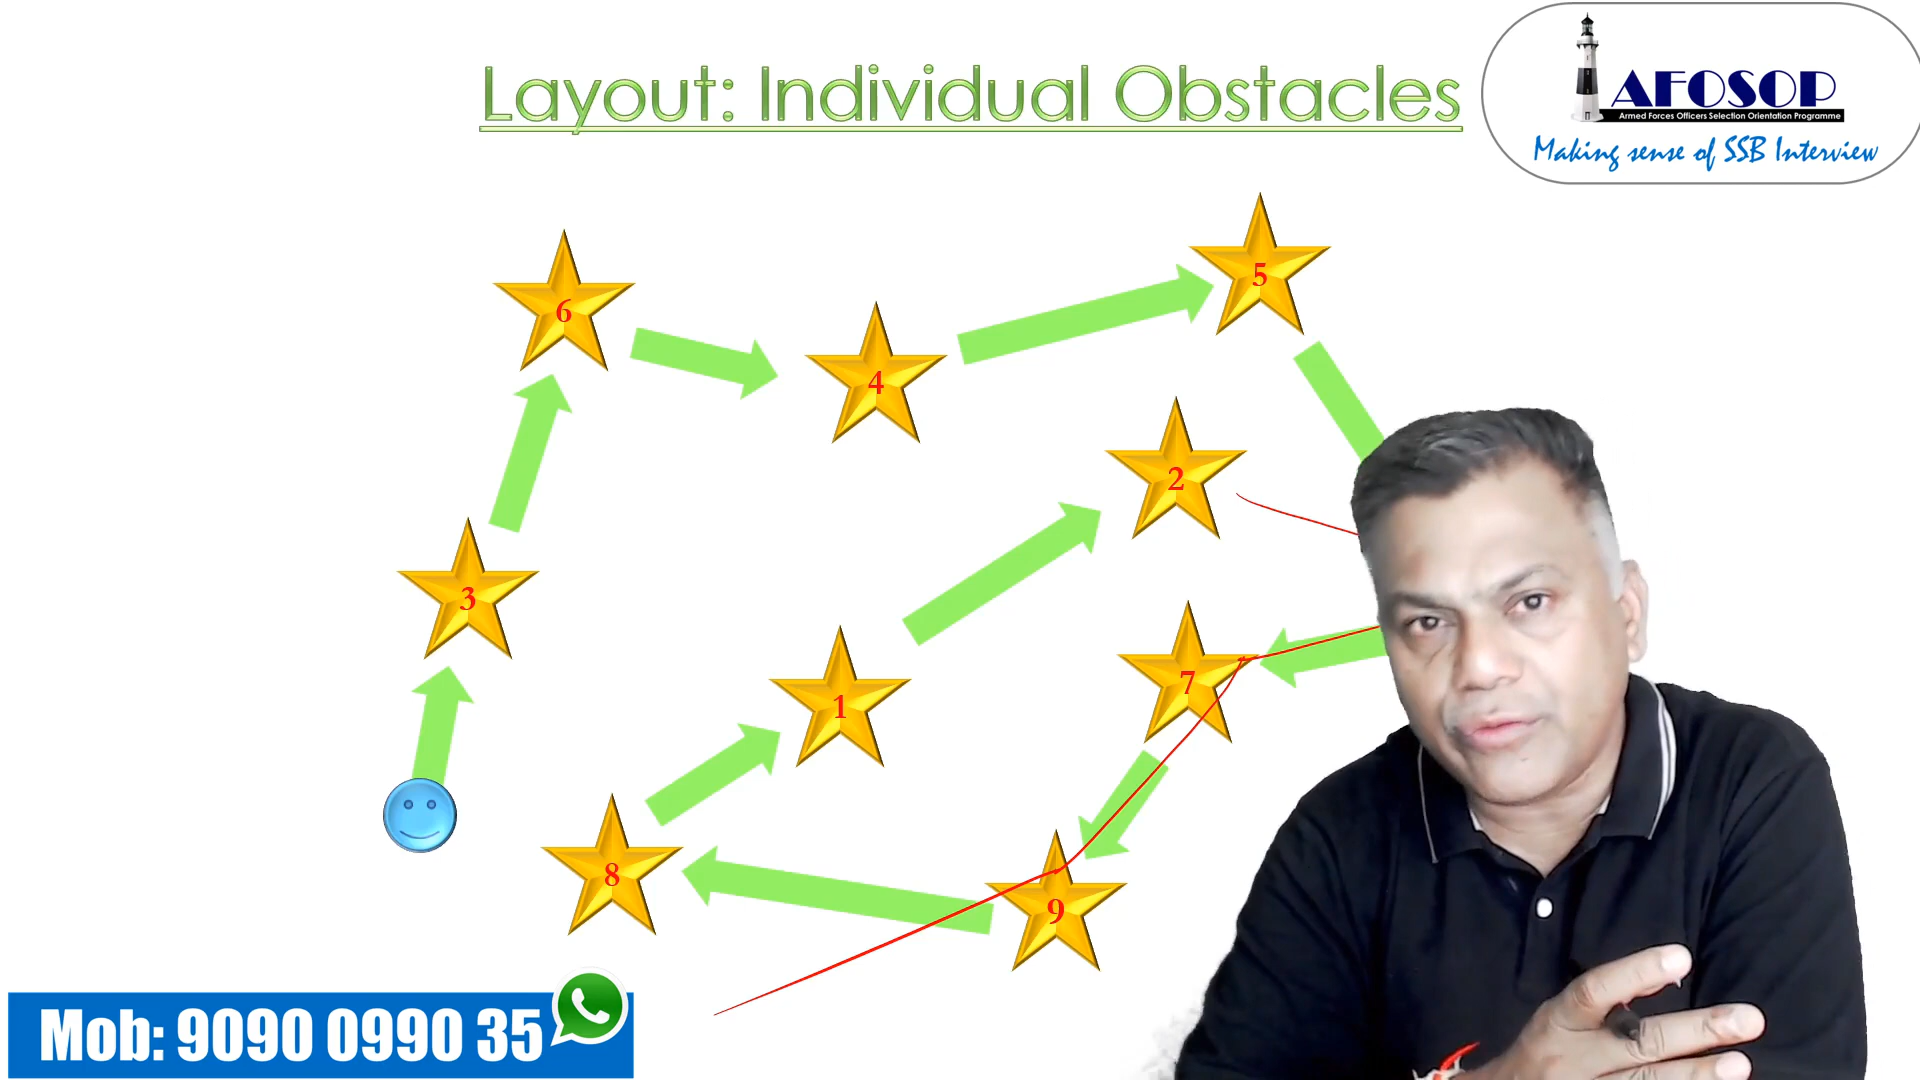 Layout: Individual Obstacles
AFOSOP
Armed Forces Officers Selection Orientation Programme
Making sense of SSB Interview
5
6
4
2
3
7
1
8
9
Mob: 9090 0990 35